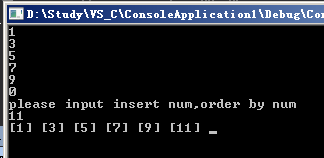 D:\Study\VS_C\ConsoleApplication1\Debug\Con
1
3
5
7
9
0
please input insert num,order by num
11
[1] [3] [5] [7] [9] [11] _